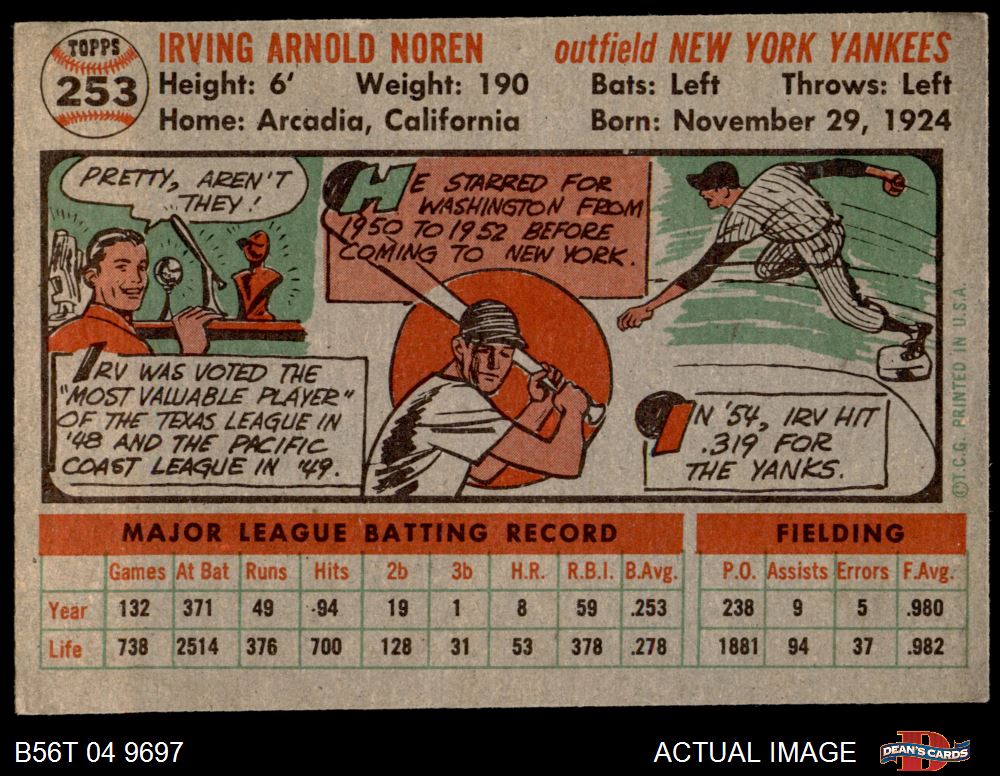 TOPPS
253
IRVING ARNOLD NOREN
outfield NEW YORK YANKEES
Height: 6' Weight: 190 Bats: Left Throws: Left
Home: Arcadia, California Born: November 29, 1924
PRETTY, AREN'T
THEY!
IRV WAS VOTED THE
"MOST VALUABLE PLAYER"
OF THE TEXAS LEAGUE IN
'48 AND THE PACIFIC
COAST LEAGUE IN '49.
HE STARRED FOR
WASHINGTON FROM
1950 TO 1952 BEFORE
COMING TO NEW YORK.
IN '54, IRV HIT
.319 FOR
THE YANKS.
©T.C.G. PRINTED IN U.S.A.
MAJOR LEAGUE BATTING RECORD FIELDING
Games At Bat Runs Hits 2b 3b H.R. R.B.I. B.Avg. P.O. Assists Errors F.Avg.
Year 132 371 49 94 19 1 8 59 .253 238 9 5 .980
Life 738 2514 376 700 128 31 53 378 .278 1881 94 37 .982
B56T 04 9697
ACTUAL IMAGE
D
DEAN'S CARDS